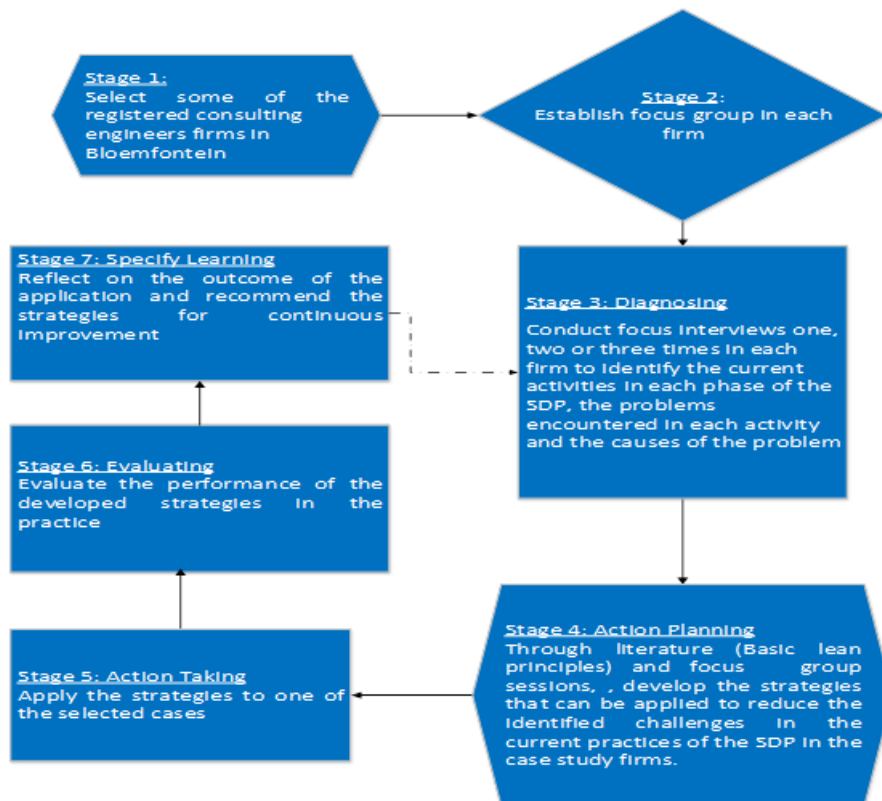 Stage 1:
Select some of the
registered consulting
engineers firms in
Bloemfontein
Stage 2:
Establish focus group in each
firm
Stage 3: Diagnosing
Conduct focus interviews one,
two or three times in each
firm to identify the current
activities in each phase of the
SDP, the problems
encountered in each activity
and the causes of the problem
Stage 4: Action Planning
Through literature (Basic lean
principles) and focus group
sessions, , develop the strategies
that can be applied to reduce the
identified challenges in the
current practices of the SDP in the
case study firms.
Stage 5: Action Taking
Apply the strategies to one of
the selected cases
Stage 6: Evaluating
Evaluate the performance of the
developed strategies in the
practice
Stage 7: Specify Learning
Reflect on the outcome of the
application and recommend the
strategies for continuous
improvement